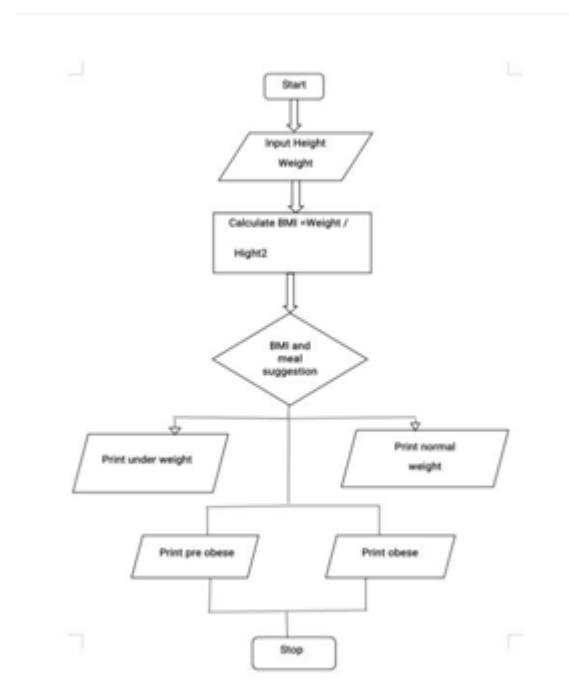 Start
Input Height
Weight
Calculate BMI =Weight /
Hight2
BMI and
meal
suggestion
Print under weight
Print normal
weight
Print pre obese
Print obese
Stop